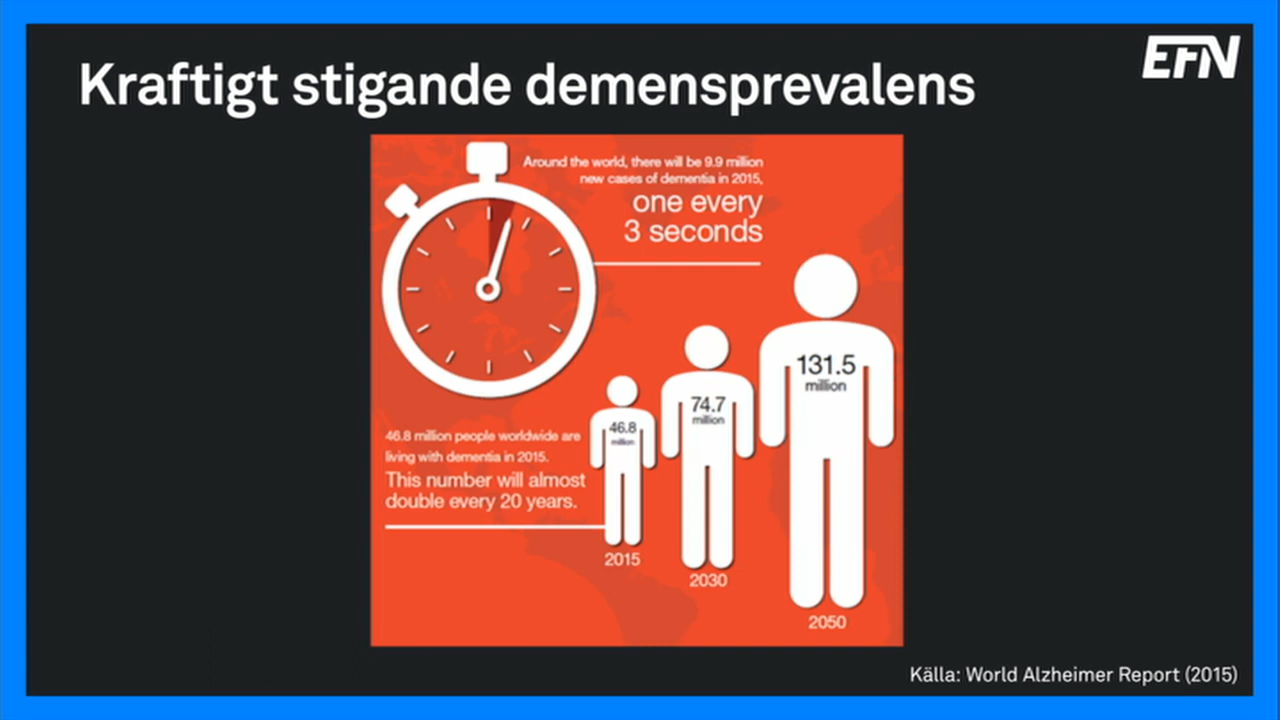 Kraftigt stigande demensprevalens
EFN
Around the world, there will be 9.9 million
new cases of dementia in 2015,
one every
3 seconds
46.8
million
74.7
million
131.5
million
46.8 million people worldwide are
living with dementia in 2015.
This number will almost
double every 20 years.
2015
2030
2050
Källa: World Alzheimer Report (2015)